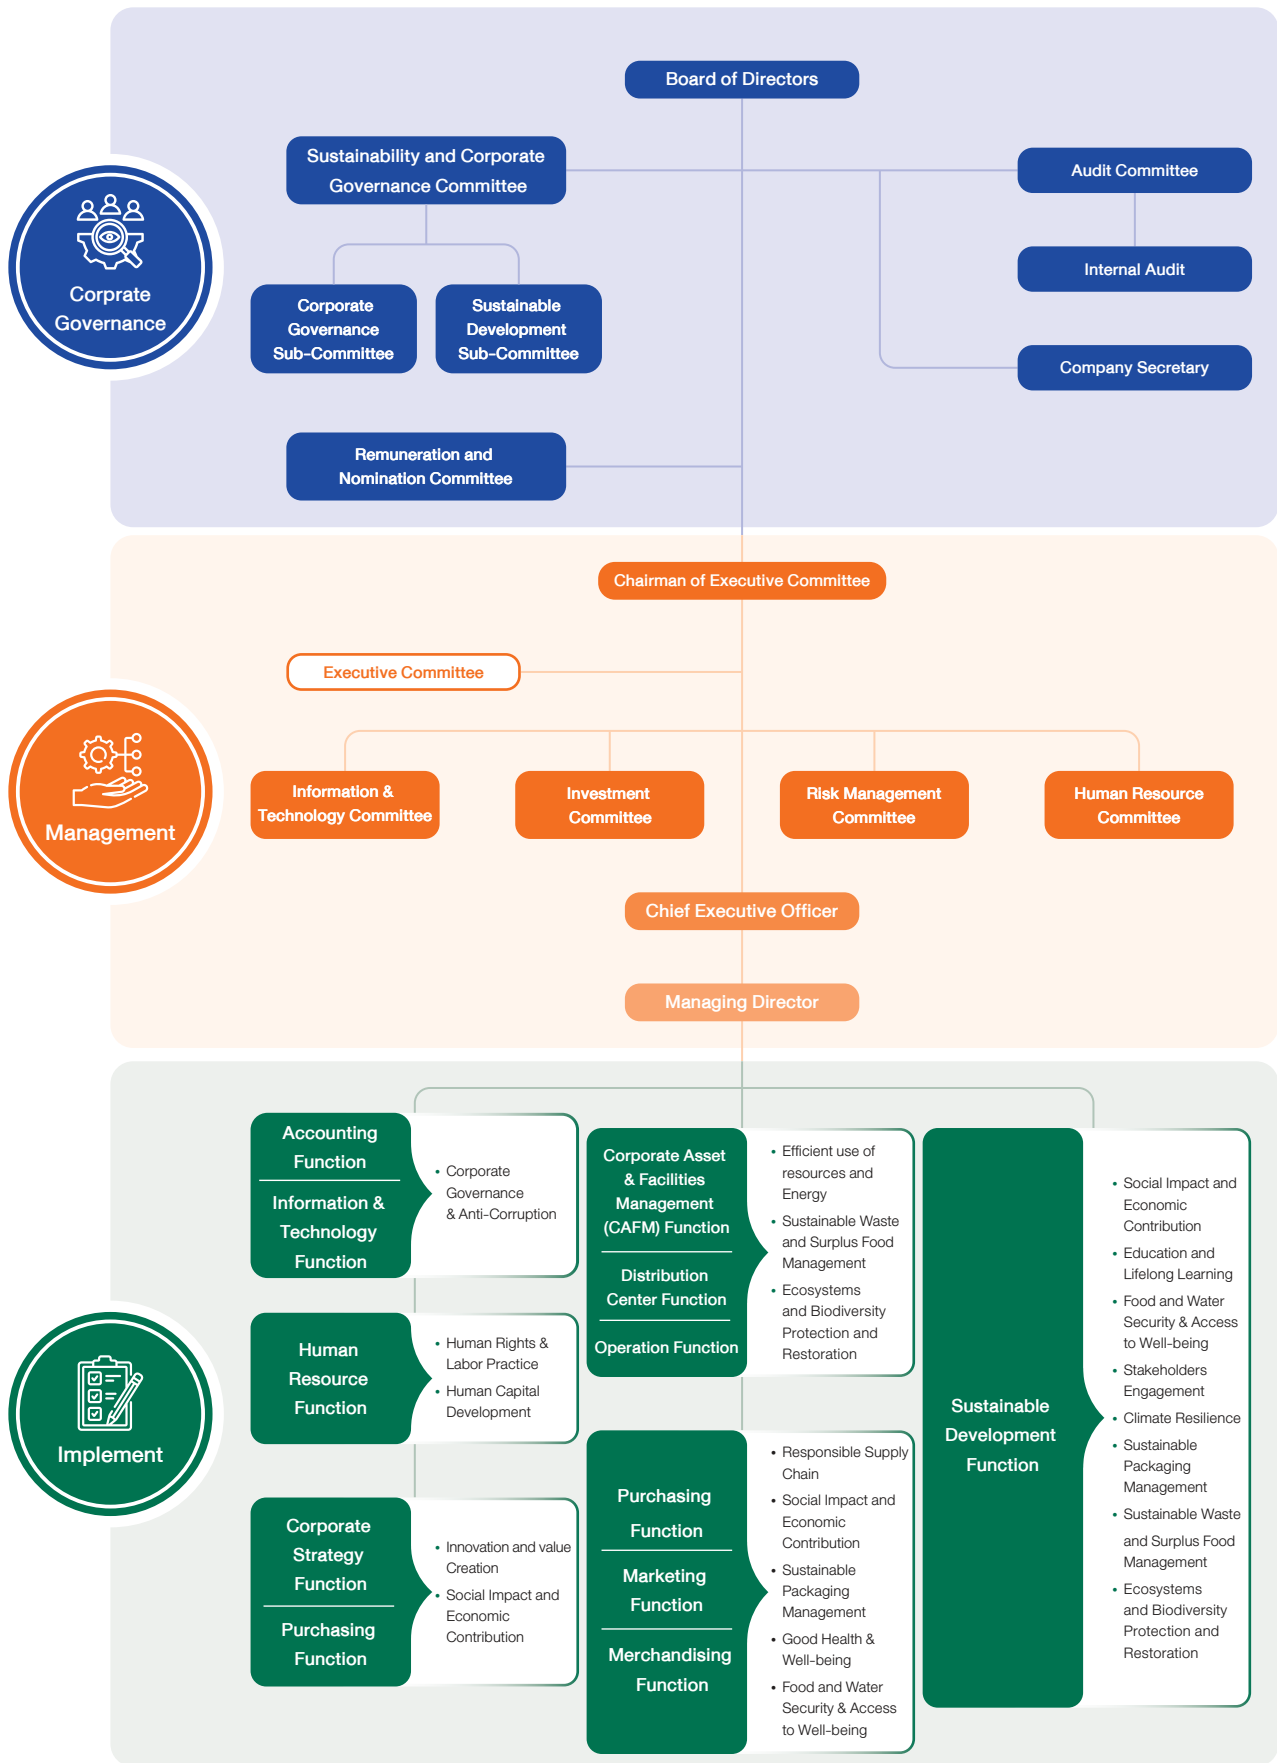 Board of Directors
Sustainability and Corporate
Governance Committee
Audit Committee
Corprate
Governance
Internal Audit
Corporate
Governance
Sub-Committee
Sustainable
Development
Sub-Committee
Company Secretary
Remuneration and
Nomination Committee
Chairman of Executive Committee
Executive Committee
Management
Information &
Technology Committee
Investment
Committee
Risk Management
Committee
Human Resource
Committee
Chief Executive Officer
Managing Director
Implement
Accounting
Function
Information &
Technology
Function
• Corporate
Governance
& Anti-Corruption
Human
Resource
Function
• Human Rights &
Labor Practice
• Human Capital
Development
Corporate
Strategy
Function
Purchasing
Function
• Innovation and value
Creation
• Social Impact and
Economic
Contribution
Corporate Asset
& Facilities
Management
(CAFM) Function
Distribution
Center Function
Operation Function
• Efficient use of
resources and
Energy
• Sustainable Waste
and Surplus Food
Management
• Ecosystems
and Biodiversity
Protection and
Restoration
Purchasing
Function
Marketing
Function
Merchandising
Function
• Responsible Supply
Chain
• Social Impact and
Economic
Contribution
• Sustainable
Packaging
Management
• Good Health &
Well-being
• Food and Water
Security & Access
to Well-being
Sustainable
Development
Function
• Social Impact and
Economic
Contribution
• Education and
Lifelong Learning
• Food and Water
Security & Access
to Well-being
• Stakeholders
Engagement
• Climate Resilience
• Sustainable
Packaging
Management
• Sustainable Waste
and Surplus Food
Management
• Ecosystems
and Biodiversity
Protection and
Restoration